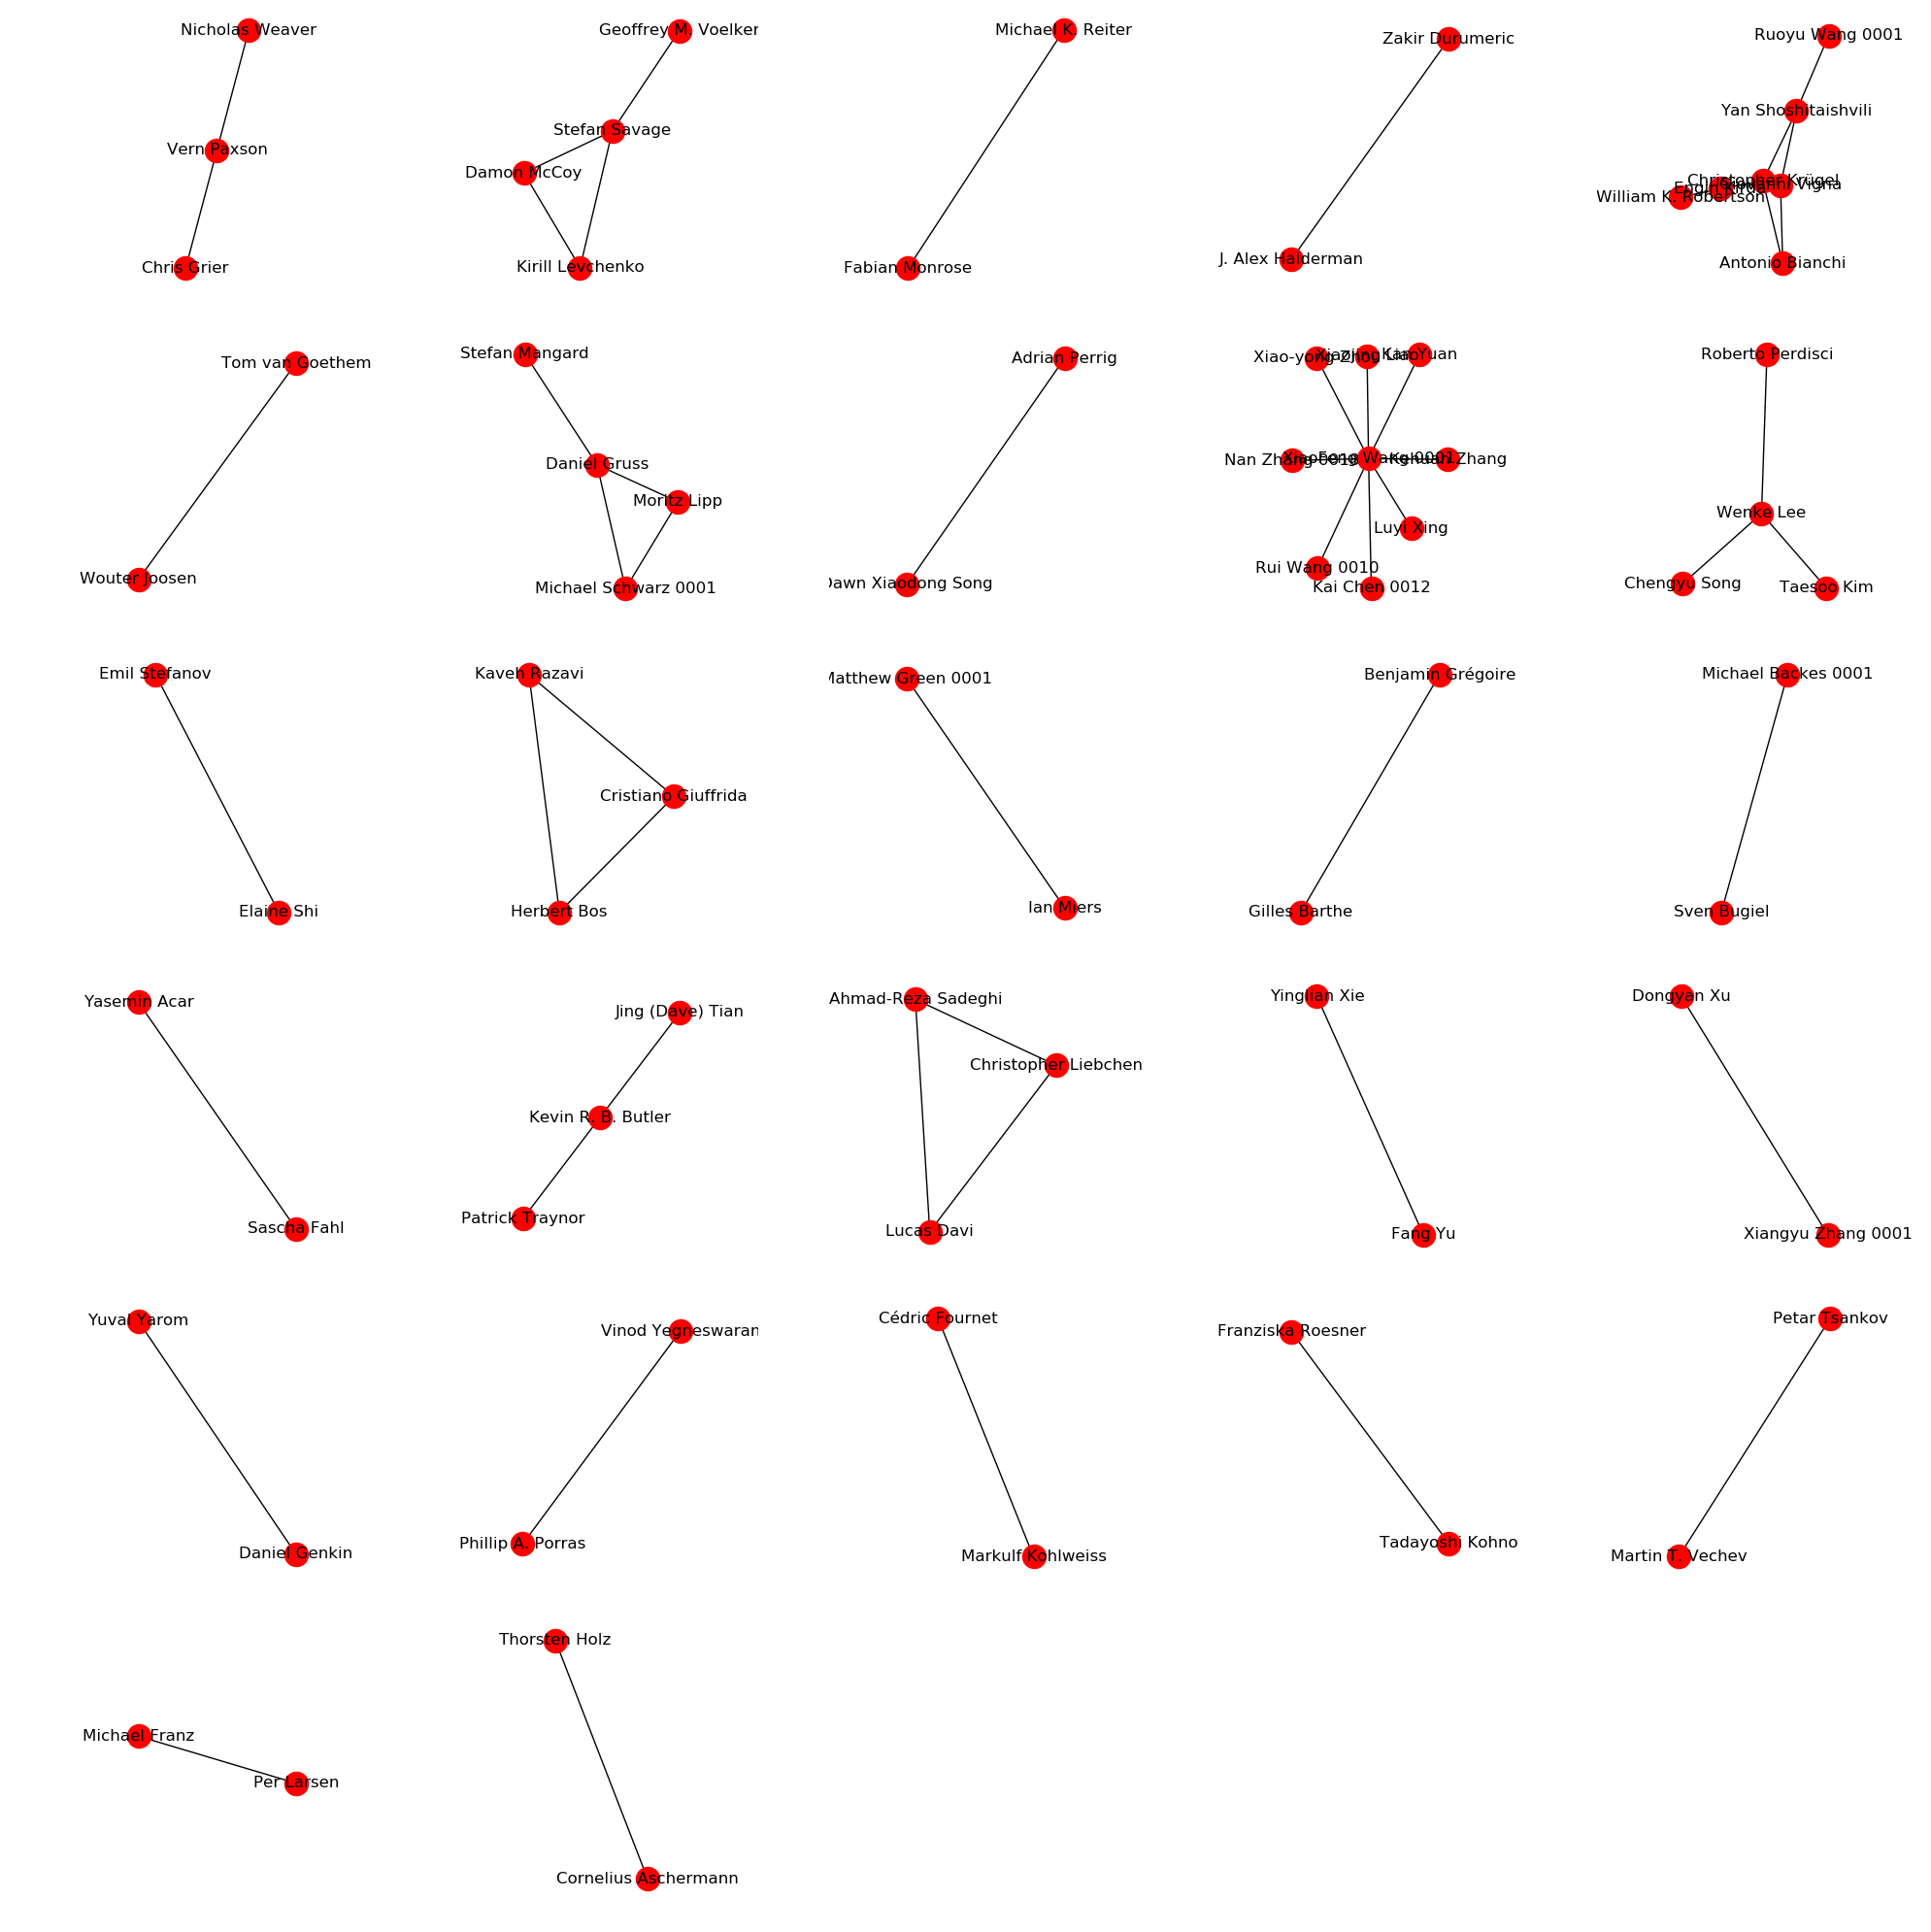 Nicholas Weaver
Vern Paxson
Chris Grier
Geoffrey M. Voelker
Stefan Savage
Damon McCoy
Kirill Levchenko
Michael K. Reiter
Fabian Monrose
Zakir Durumeric
J. Alex Halderman
Ruoyu Wang 0001
Yan Shoshitaishvili
Christopher Krügel
Giovanni Vigna
Engin Kirda
William K. Robertson
Antonio Bianchi
Tom van Goethem
Wouter Joosen
Stefan Mangard
Daniel Gruss
Moritz Lipp
Michael Schwarz 0001
Adrian Perrig
Dawn Xiaodong Song
Xiao-yong Zhou
Xiaojing Liao
Kan Yuan
Nan Zhang 0018
Wang 0001
Kehuan Zhang
Luyi Xing
Rui Wang 0010
Kai Chen 0012
Roberto Perdisci
Wenke Lee
Chengyu Song
Taesoo Kim
Emil Stefanov
Elaine Shi
Kaveh Razavi
Cristiano Giuffrida
Herbert Bos
Matthew Green 0001
Ian Miers
Benjamin Grégoire
Gilles Barthe
Michael Backes 0001
Sven Bugiel
Yasemin Acar
Sascha Fahl
Jing (Dave) Tian
Kevin R. B. Butler
Patrick Traynor
Ahmad-Reza Sadeghi
Christopher Liebchen
Lucas Davi
Yinglian Xie
Fang Yu
Dongyan Xu
Xiangyu Zhang 0001
Yuval Yarom
Daniel Genkin
Vinod Yegneswaran
Phillip A. Porras
Cédric Fournet
Markulf Kohlweiss
Franziska Roesner
Tadayoshi Kohno
Petar Tsankov
Martin T. Vechev
Michael Franz
Per Larsen
Thorsten Holz
Cornelius Aschermann